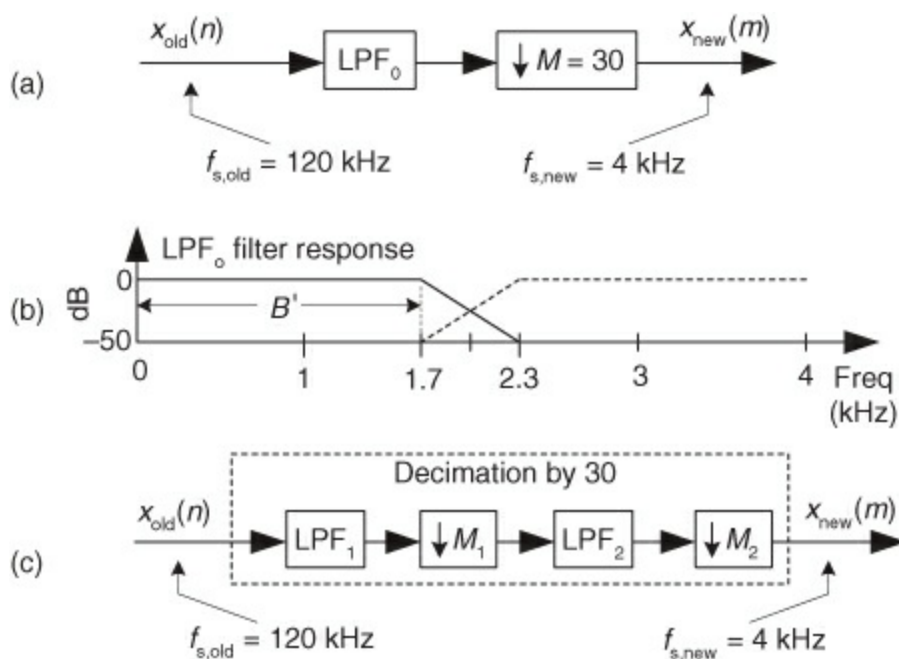 (a)
x_old(n)
LPF_0
↓ M = 30
x_new(m)
f_s,old = 120 kHz
f_s,new = 4 kHz
(b)
LPF_o filter response
dB
0
–50
B'
0
1
1.7
2.3
3
4
Freq
(kHz)
(c)
Decimation by 30
x_old(n)
LPF_1
↓ M_1
LPF_2
↓ M_2
x_new(m)
f_s,old = 120 kHz
f_s,new = 4 kHz